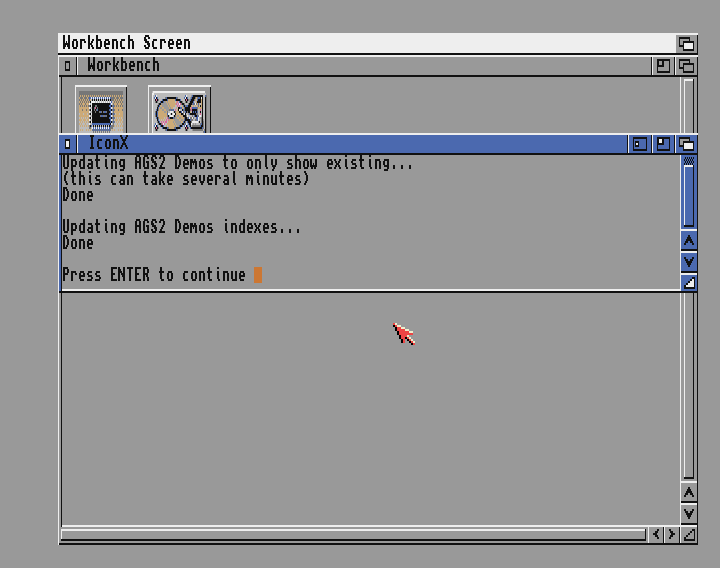 Workbench Screen
Workbench
IconX
Updating AGS2 Demos to only show existing...
(this can take several minutes)
Done
Updating AGS2 Demos indexes...
Done
Press ENTER to continue